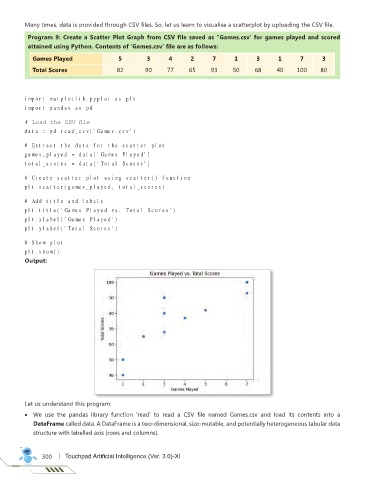 Many times, data is provided through CSV files. So, let us learn to visualise a scatterplot by uploading the CSV file.
Program 9: Create a Scatter Plot Graph from CSV file saved as "Games.csv' for games played and scored
attained using Python. Contents of 'Games.csv' file are as follows:
Games Played 5 3 4 2 7 1 3 1 7 3
Total Scores 82 90 77 65 93 50 68 40 100 80
import matplotlib.pyplot as plt
import pandas as pd
# Load the CSV file
data = pd.read_csv('Games.csv')
# Extract the data for the scatter plot
games_played = data['Games Played']
total_scores = data['Total Scores']
# Create scatter plot using scatter() function
plt.scatter(games_played, total_scores)
# Add title and labels
plt.title('Games Played vs. Total Scores')
plt.xlabel('Games Played')
plt.ylabel('Total Scores')
# Show plot
plt.show()
Output:
Games Played vs. Total Scores
100
90
80
70
60
50
40
Total Scores
1 2 3 4 5 6 7
Games Played
Let us understand this program:
• We use the pandas library function 'read' to read a CSV file named Games.csv and load its contents into a
DataFrame called data. A DataFrame is a two-dimensional, size-mutable, and potentially heterogeneous tabular data
structure with labelled axis (rows and columns).
300 | Touchpad Artificial Intelligence (Ver. 3.0)-XI